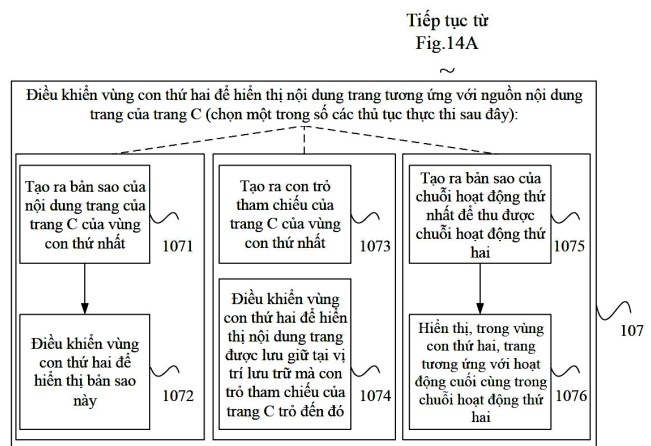 Tiếp tục từ
Fig.14A
Điều khiển vùng con thứ hai để hiển thị nội dung trang tương ứng với nguồn nội dung
trang của trang C (chọn một trong số các thủ tục thực thi sau đây):
Tạo ra bản sao của
nội dung trang của
trang C của vùng
con thứ nhất
1071
Điều khiển vùng
con thứ hai để
hiển thị bản sao
này
1072
Tạo ra con trỏ
tham chiếu của
trang C của vùng
con thứ nhất
1073
Điều khiển vùng
con thứ hai để hiển
thị nội dung trang
được lưu giữ tại vị
trí lưu trữ mà con
trỏ tham chiếu của
trang C trỏ đến đó
1074
Tạo ra bản sao của
chuỗi hoạt động thứ
nhất để thu được
chuỗi hoạt động thứ
hai
1075
Hiển thị, trong vùng
con thứ hai, trang
tương ứng với hoạt
động cuối cùng trong
chuỗi hoạt động thứ
hai
1076
107